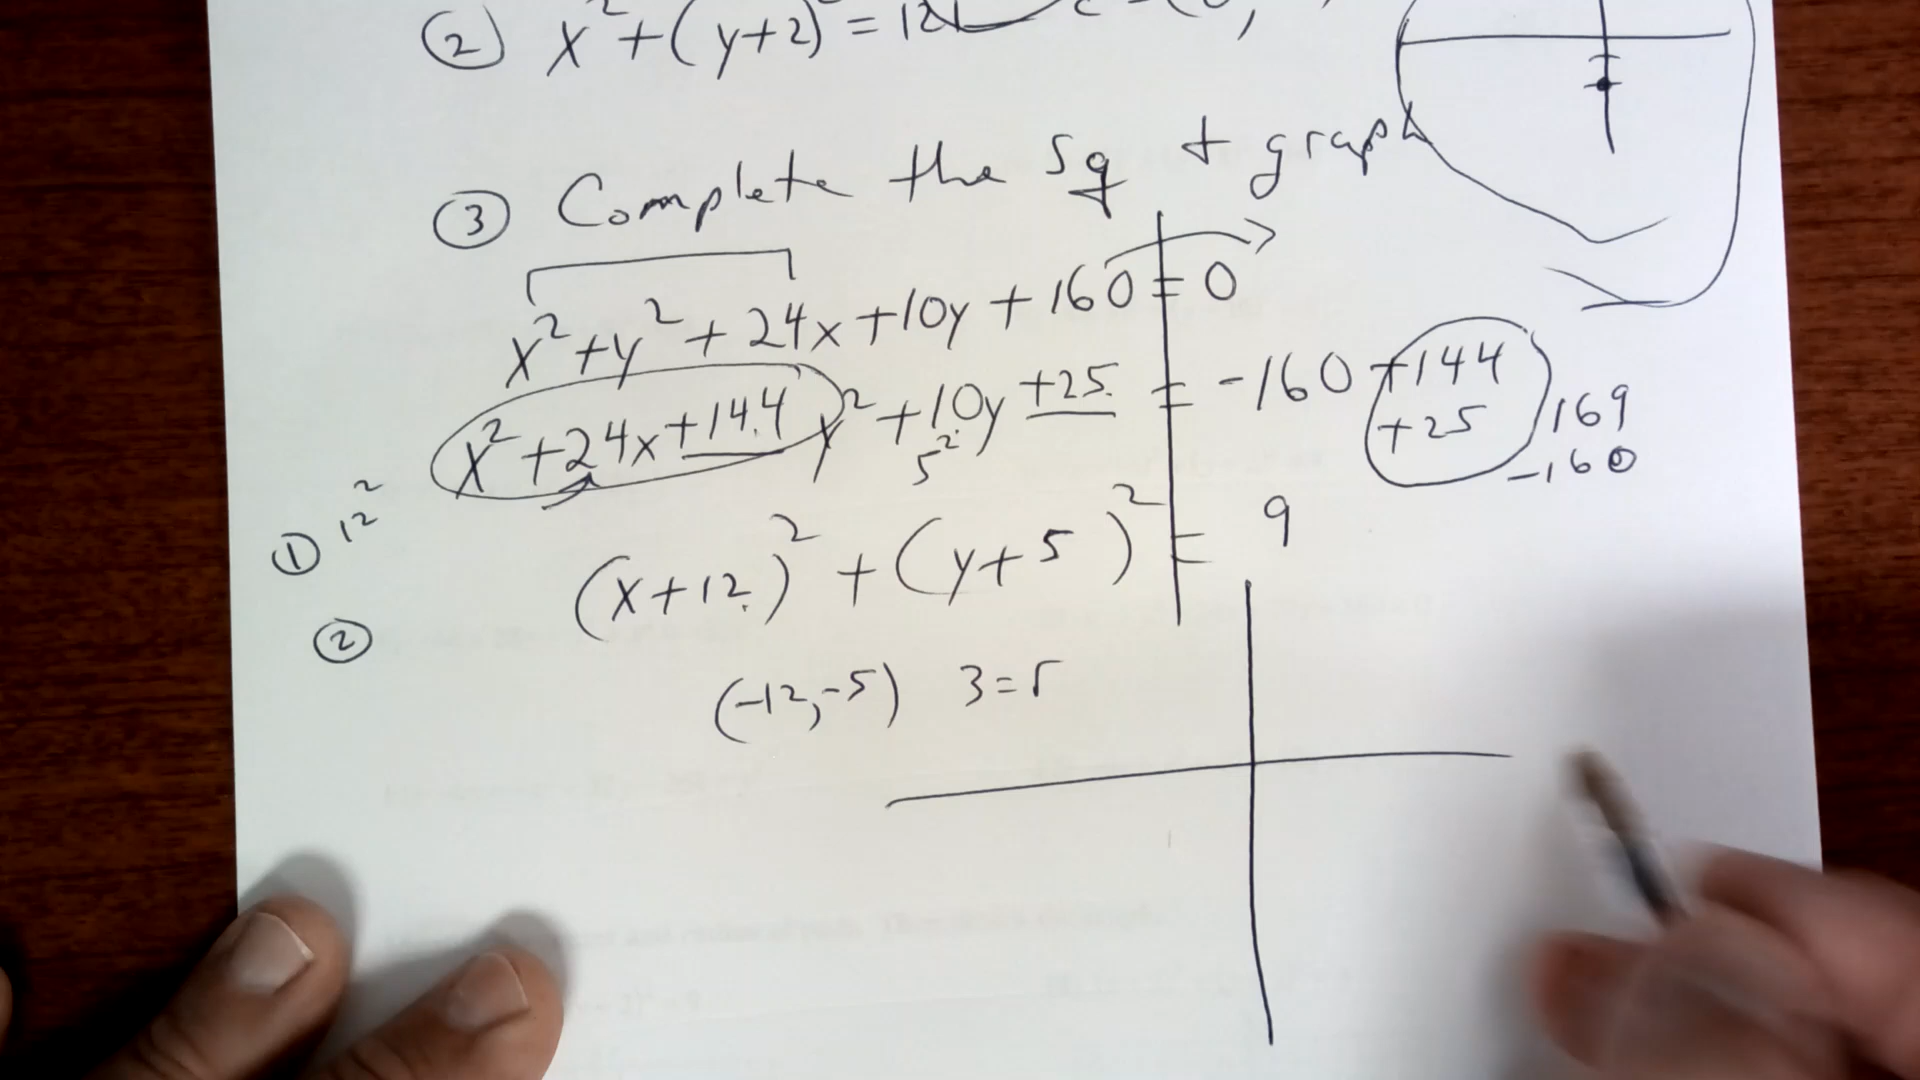 ② x² + (y+2)² = 121 c = (0,
③ Complete the Sq + graph
x² + y² + 24x + 10y + 160 = 0
x² + 24x + 144 y² + 10y + 25 = -160 + 144
+25
5²
169
-160
① 12²
(x+12)² + (y+5)² = 9
②
(-12,-5) 3=r